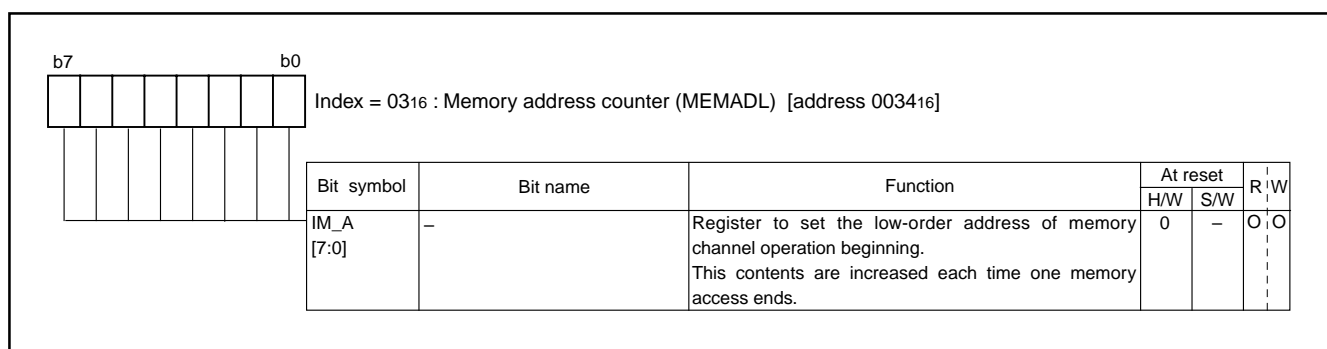 b7 b0
Index = 0316 : Memory address counter (MEMADL) [address 003416]
Bit symbol Bit name Function At reset R W
H/W S/W
IM_A – Register to set the low-order address of memory 0 – O O
[7:0] channel operation beginning.
This contents are increased each time one memory
access ends.